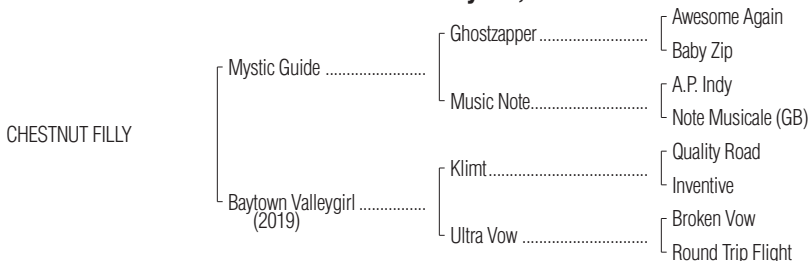 Awesome Again
Ghostzapper ..............................
Baby Zip
Mystic Guide ........................
A.P. Indy
Music Note................................
Note Musicale (GB)
CHESTNUT FILLY
Quality Road
Klimt...........................................
Inventive
Baytown Valleygirl ................
(2019)
Broken Vow
Ultra Vow ..................................
Round Trip Flight